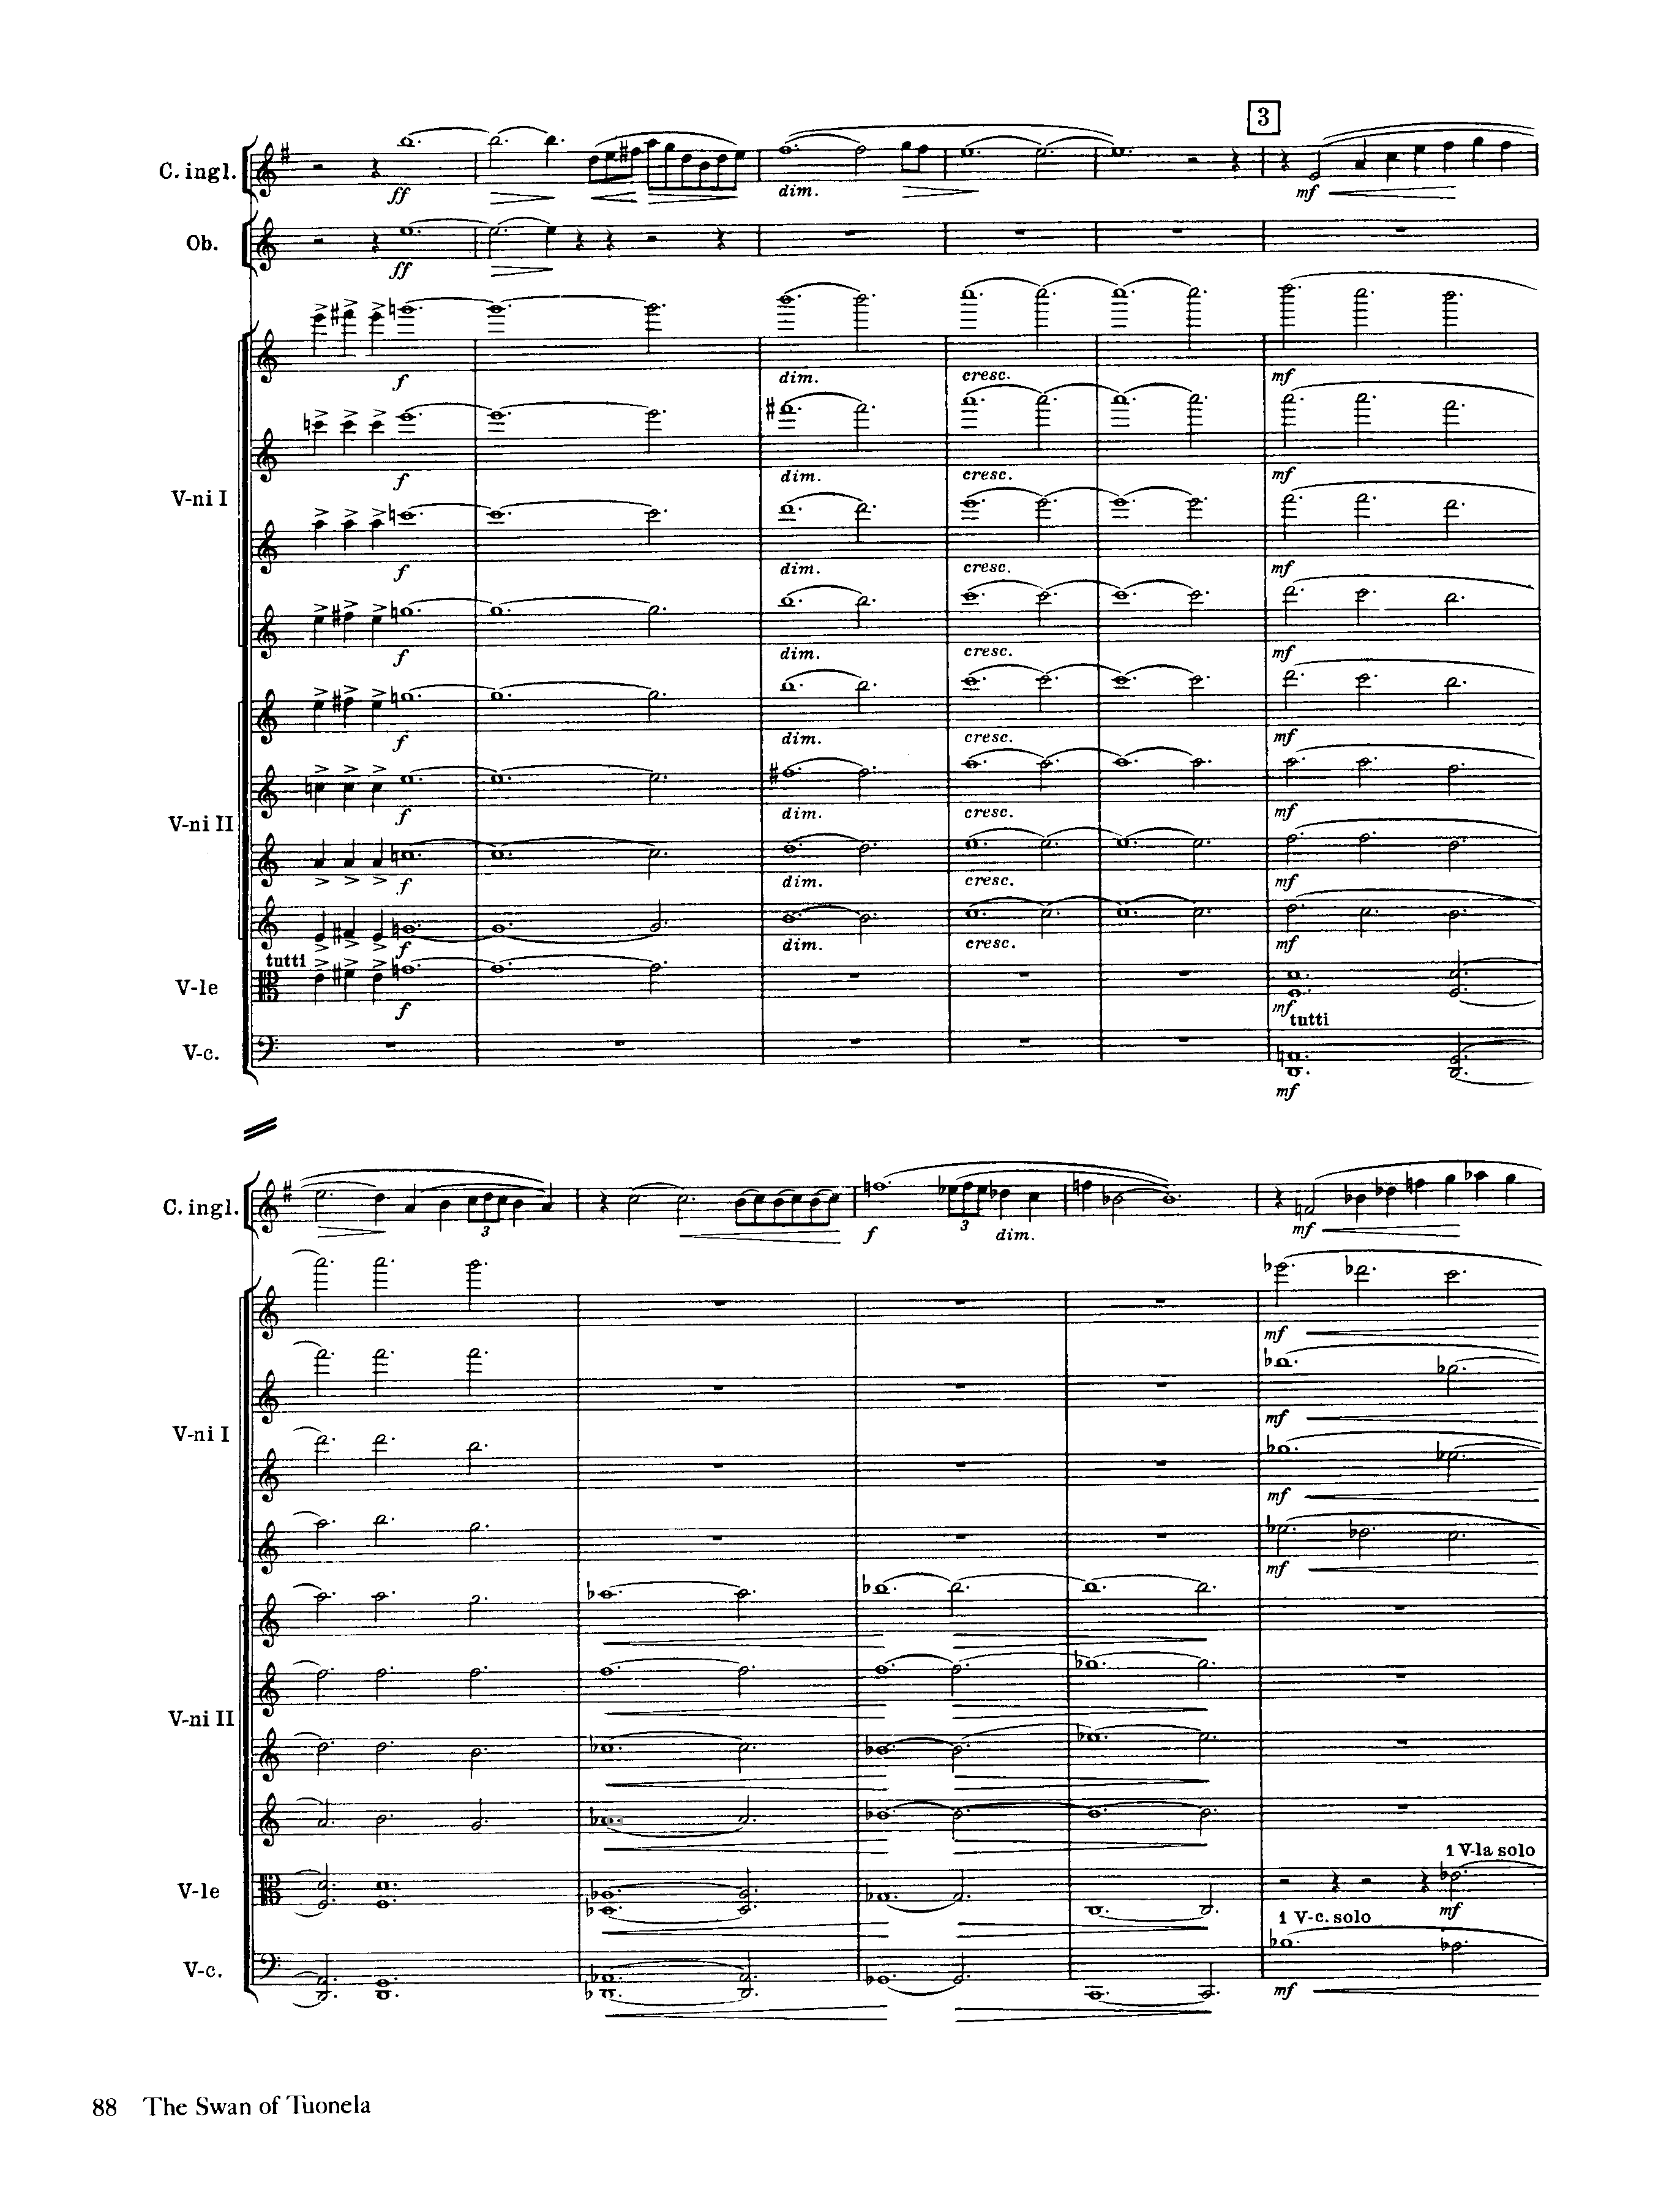 3
C. ingl.
ff
dim.
mf
Ob.
ff
V-ni I
f
dim.
cresc.
mf
f
dim.
cresc.
mf
f
dim.
cresc.
mf
f
dim.
cresc.
mf
V-ni II
f
dim.
cresc.
mf
f
dim.
cresc.
mf
f
dim.
cresc.
mf
f
dim.
cresc.
mf
tutti
V-le
f
mf
tutti
V-c.
mf
C. ingl.
3
f
3
dim.
mf
V-ni I
mf
mf
mf
mf
V-ni II
1 V-la solo
V-le
mf
1 V-c. solo
V-c.
mf
88 The Swan of Tuonela